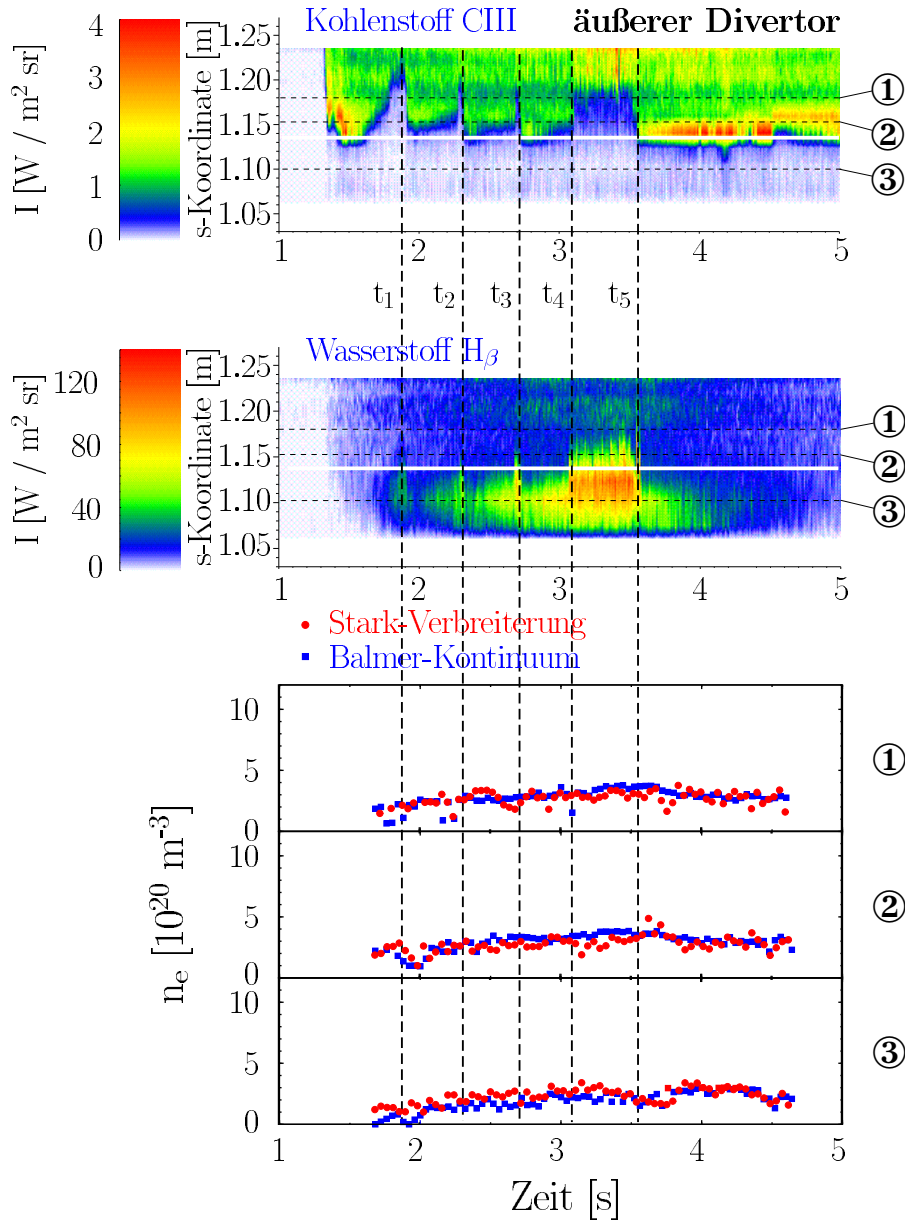 Kohlenstoff CIII äußerer Divertor
I [W / m² sr]
4
3
2
1
0
s-Koordinate [m]
1.25
1.20
1.15
1.10
1.05
①
②
③
1 2 3 4 5
t₁ t₂ t₃ t₄ t₅
Wasserstoff Hβ
I [W / m² sr]
120
80
40
0
s-Koordinate [m]
1.25
1.20
1.15
1.10
1.05
①
②
③
1 2 3 4 5
Stark-Verbreiterung
Balmer-Kontinuum
nₑ [10²⁰ m⁻³]
10
5
0
①
10
5
0
②
10
5
0
③
1 2 3 4 5
Zeit [s]